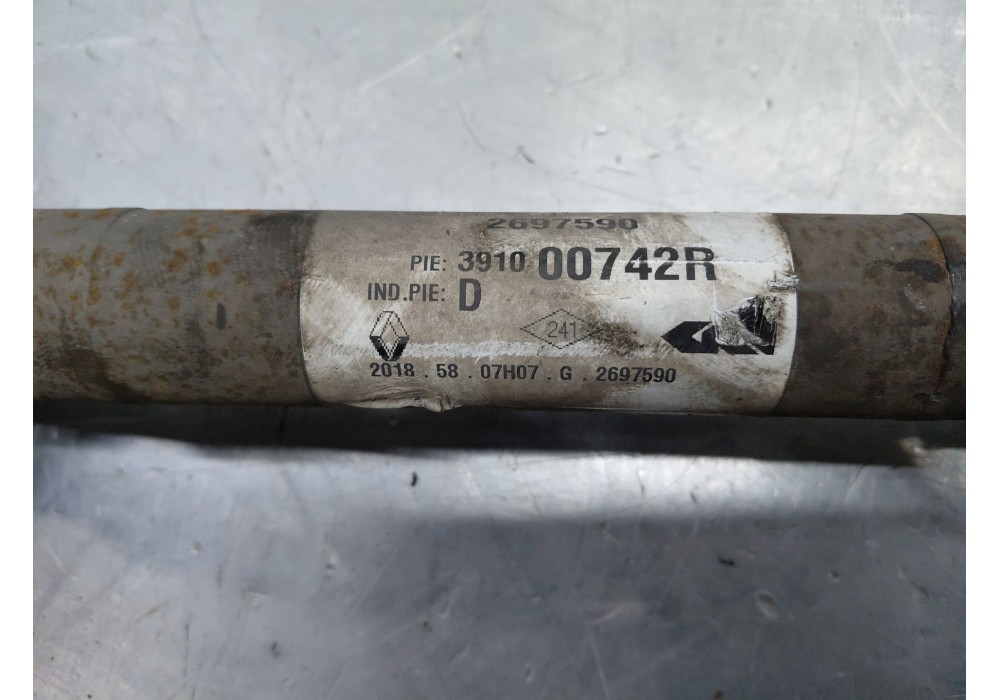 2697590
PIE: 3910 00742R
IND.PIE: D
241
2018 . 58 . 07H07 . G . 2697590